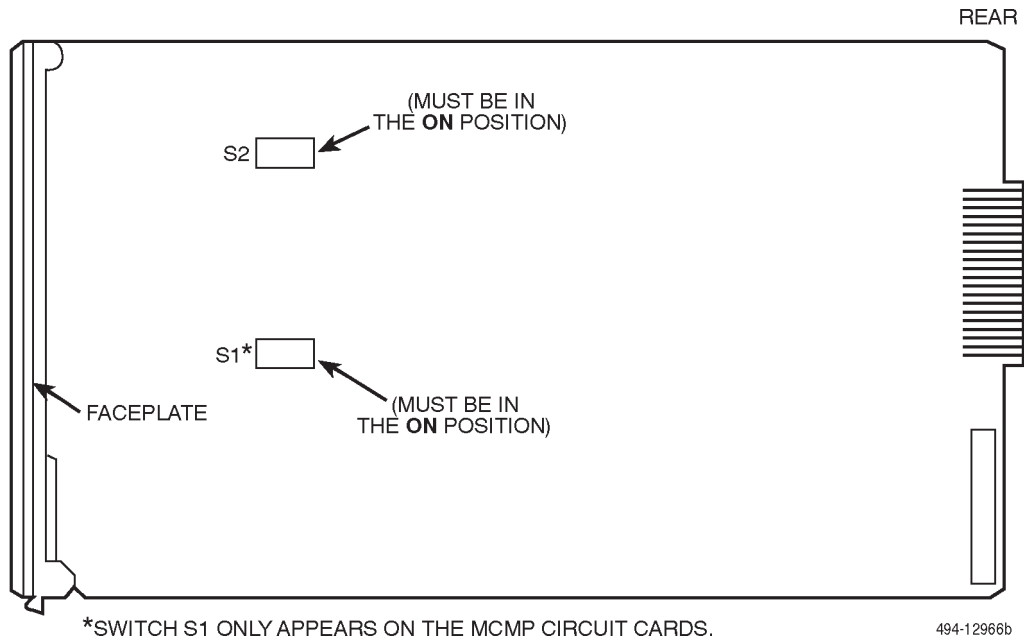 REAR
(MUST BE IN
THE ON POSITION)
S2
S1*
(MUST BE IN
THE ON POSITION)
FACEPLATE
*SWITCH S1 ONLY APPEARS ON THE MCMP CIRCUIT CARDS.
494-12966b